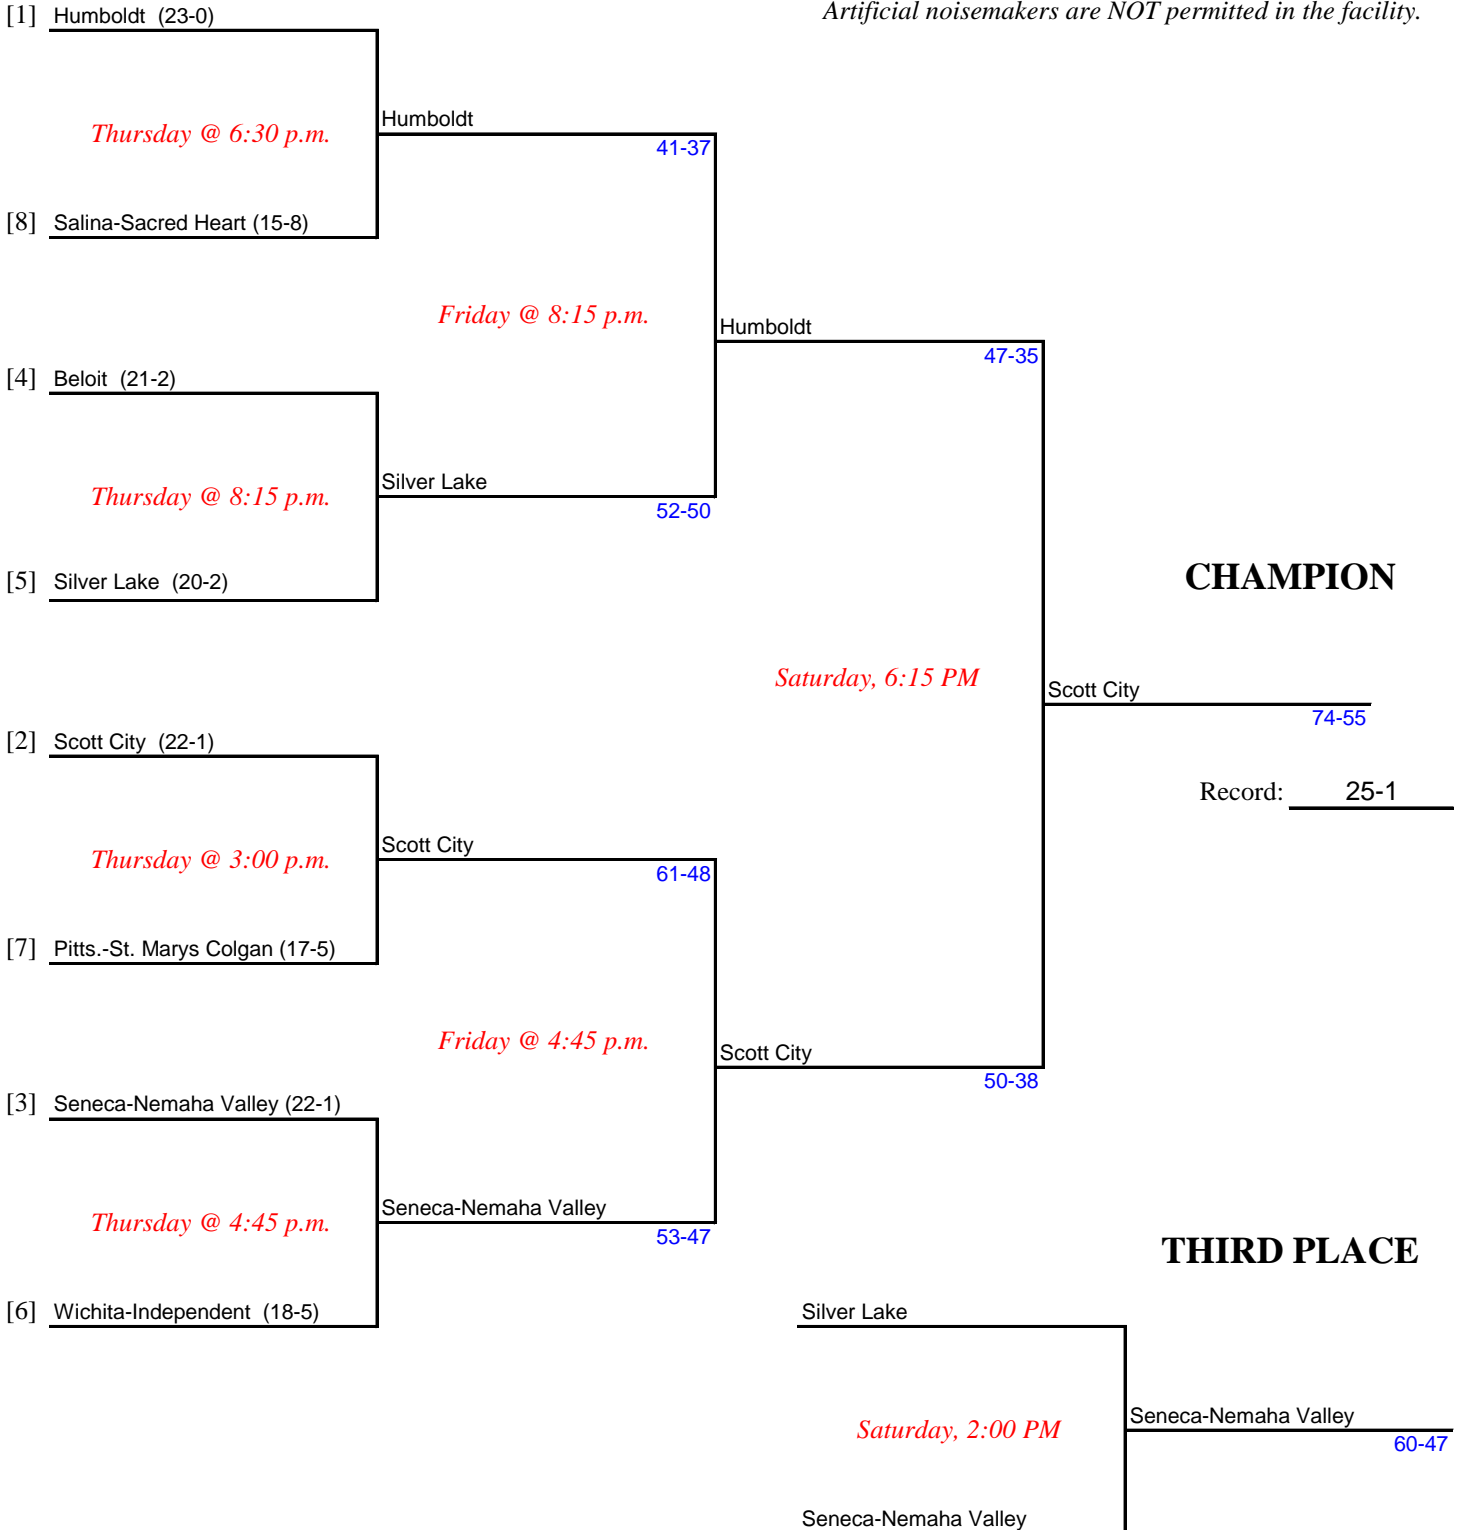 [1] Humboldt (23-0)
Artificial noisemakers are NOT permitted in the facility.
Humboldt
Thursday @ 6:30 p.m.
41-37
[8] Salina-Sacred Heart (15-8)
Friday @ 8:15 p.m.
Humboldt
47-35
[4] Beloit (21-2)
Silver Lake
Thursday @ 8:15 p.m.
52-50
[5] Silver Lake (20-2)
CHAMPION
Saturday, 6:15 PM
Scott City
74-55
[2] Scott City (22-1)
Record: 25-1
Scott City
Thursday @ 3:00 p.m.
61-48
[7] Pitts.-St. Marys Colgan (17-5)
Friday @ 4:45 p.m.
Scott City
50-38
[3] Seneca-Nemaha Valley (22-1)
Seneca-Nemaha Valley
Thursday @ 4:45 p.m.
53-47
THIRD PLACE
[6] Wichita-Independent (18-5)
Silver Lake
Seneca-Nemaha Valley
Saturday, 2:00 PM
60-47
Seneca-Nemaha Valley